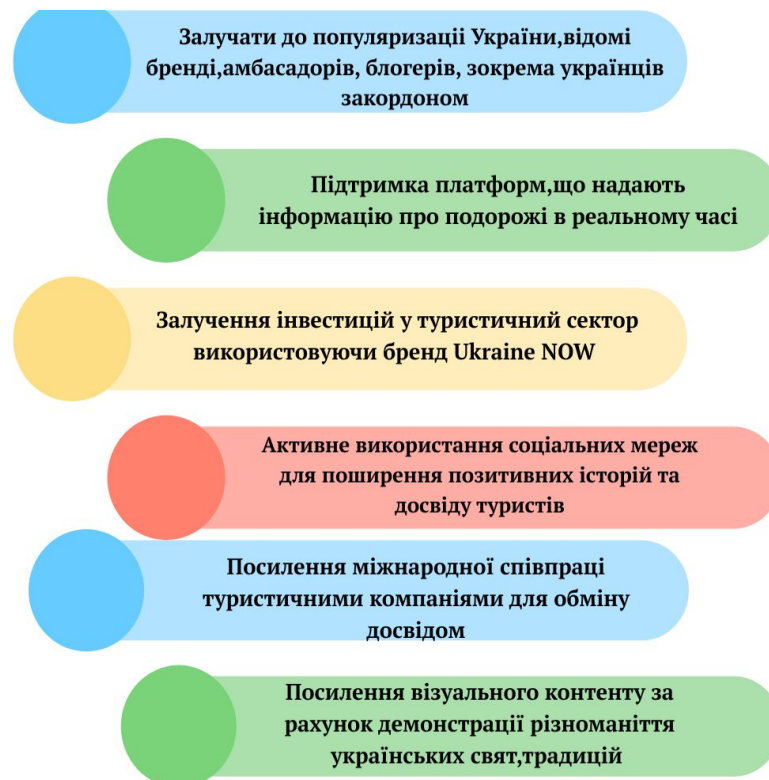 Залучати до популяризаціі України,відомі
бренді,амбасадорів, блогерів, зокрема українців
закордоном
Підтримка платформ,що надають
інформацію про подорожі в реальному часі
Залучення інвестицій у туристичний сектор
використовуючи бренд Ukraine NOW
Активне використання соціальних мереж
для поширення позитивних історій та
досвіду туристів
Посилення міжнародної співпраці
туристичними компаніями для обміну
досвідом
Посилення візуального контенту за
рахунок демонстрації різноманіття
українських свят,традицій